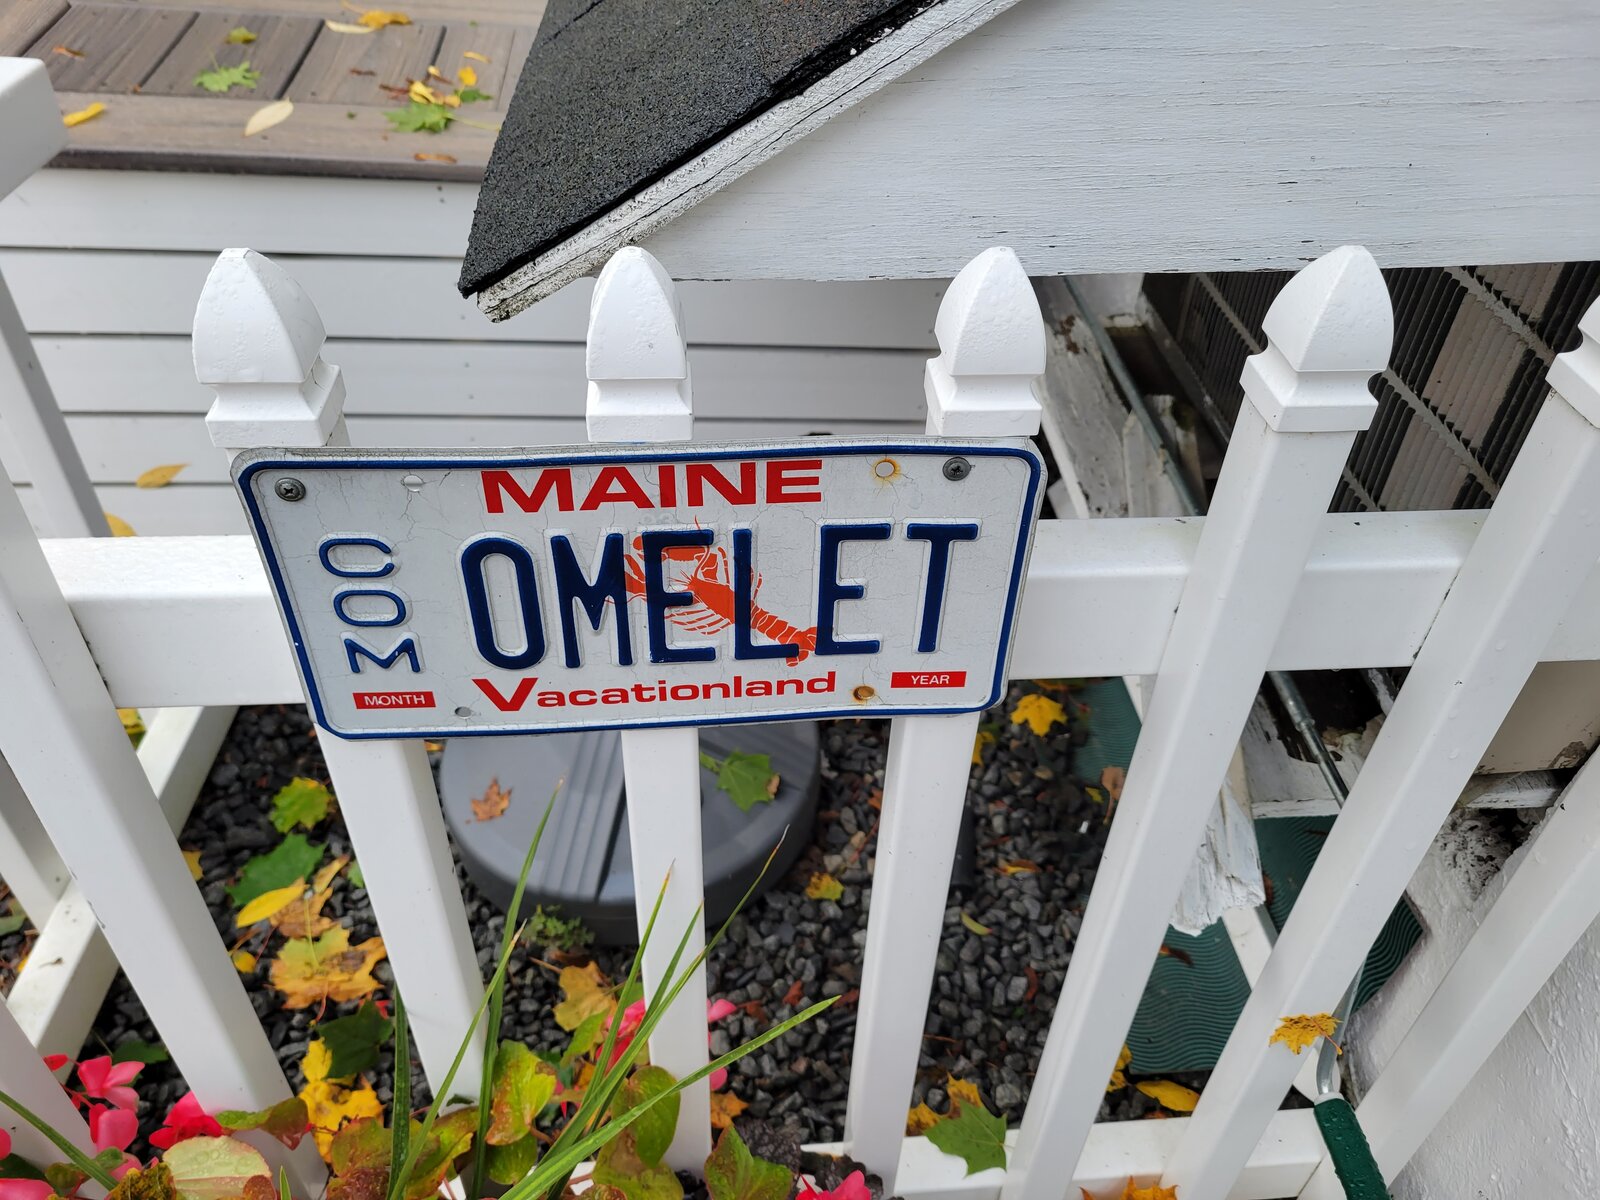 MAINE
COM
OMELET
MONTH
Vacationland
YEAR